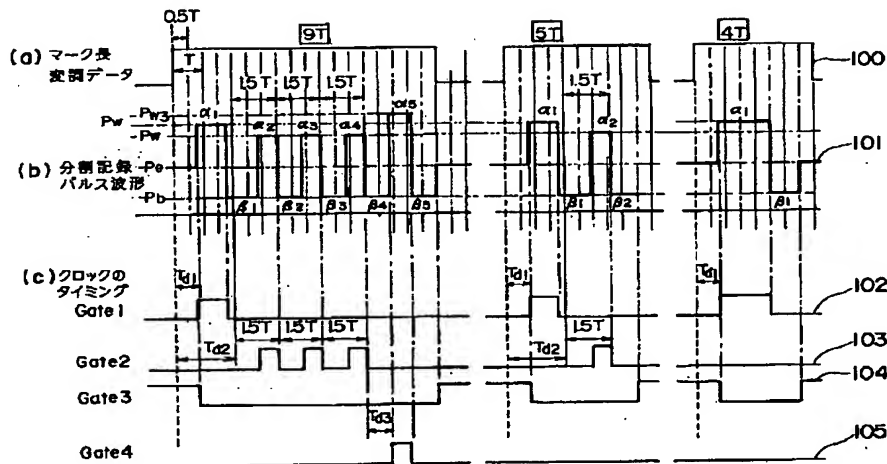 0.5T
9T
5T
4T
(a) マーク長
変調データ
T
1.5T 1.5T 1.5T
1.5T
100
Pw3
Pw
Pw
α1 α2 α3 α4 α5
α1 α2
α1
101
(b) 分割記録
パルス波形
Pe
Pb
β1 β2 β3 β4 β5
β1 β2
β1
(c) クロックの
タイミング
Td1
Td1
Td1
Gate1
102
1.5T 1.5T 1.5T
1.5T
Gate2
Td2
Td2
103
Gate3
104
Td3
Gate4
105